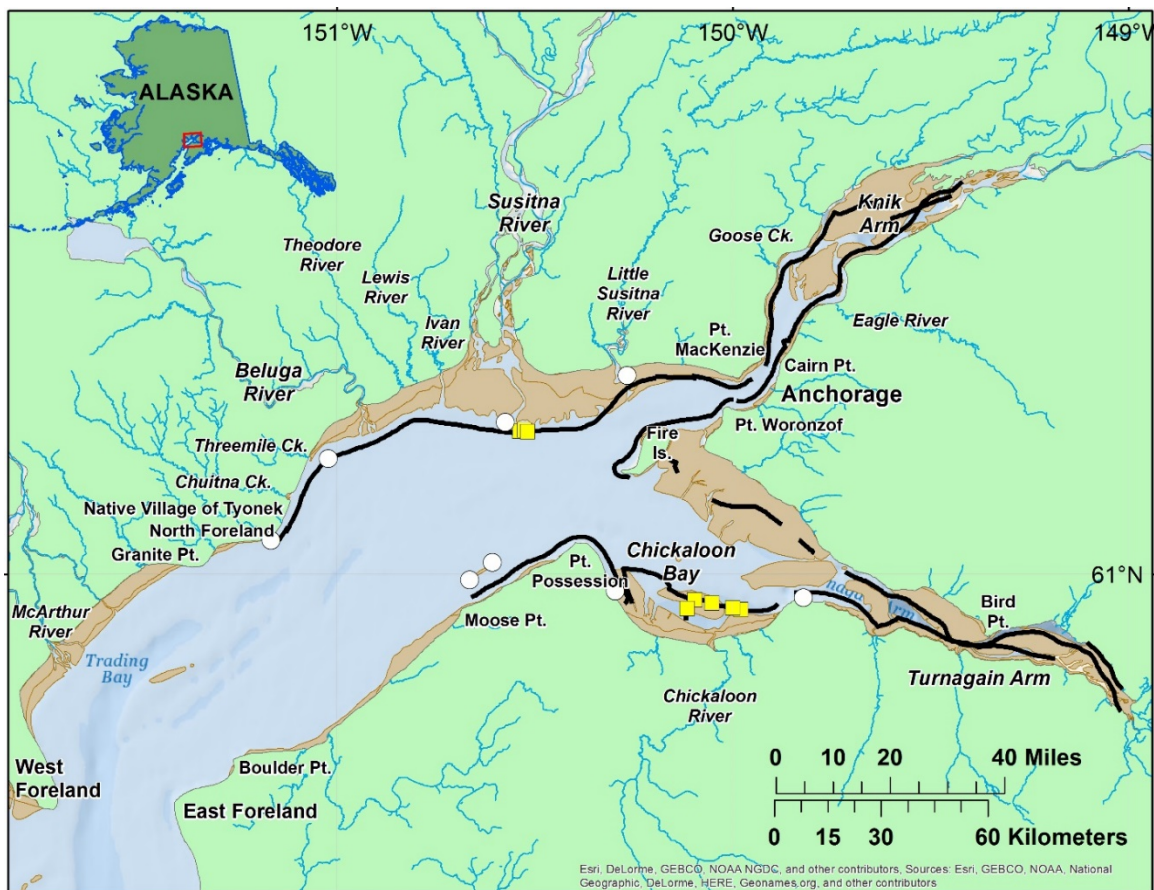 151°W
150°W
149°W
ALASKA
Susitna
River
Knik
Arm
Goose Ck.
Theodore
River
Lewis
River
Little
Susitna
River
Ivan
River
Pt.
MacKenzie
Eagle River
Beluga
River
Cairn Pt.
Anchorage
Pt. Woronzof
Fire
Is.
Threemile Ck.
Chuitna Ck.
Native Village of Tyonek
North Foreland
Granite Pt.
Chickaloon
Bay
Pt.
Possession
61°N
McArthur
River
Moose Pt.
Bird
Pt.
Trading
Bay
Turnagain Arm
Chickaloon
River
West
Foreland
Boulder Pt.
East Foreland
0 10 20 40 Miles
0 15 30 60 Kilometers
Esri, DeLorme, GEBCO, NOAA NGDC, and other contributors, Sources: Esri, GEBCO, NOAA, National
Geographic, DeLorme, HERE, Geonames.org, and other contributors